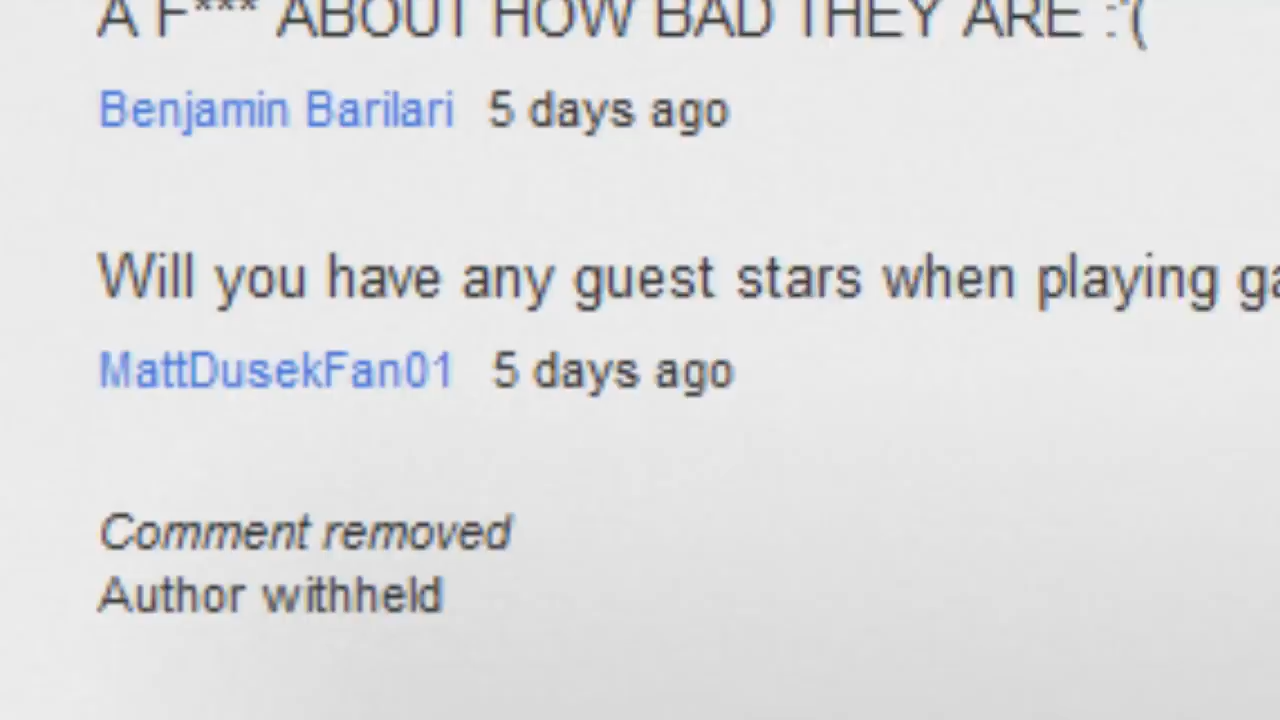 A F*** ABOUT HOW BAD THEY ARE :'(
Benjamin Barilari 5 days ago
Will you have any guest stars when playing
MattDusekFan01 5 days ago
Comment removed
Author withheld